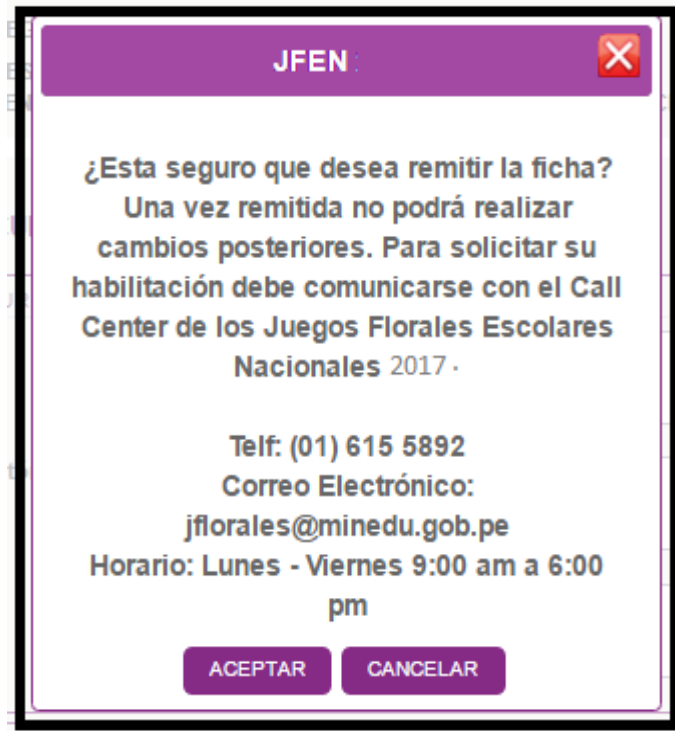 JFEN
¿Esta seguro que desea remitir la ficha?
Una vez remitida no podrá realizar
cambios posteriores. Para solicitar su
habilitación debe comunicarse con el Call
Center de los Juegos Florales Escolares
Nacionales 2017.
Telf: (01) 615 5892
Correo Electrónico:
jflorales@minedu.gob.pe
Horario: Lunes - Viernes 9:00 am a 6:00
pm
ACEPTAR CANCELAR